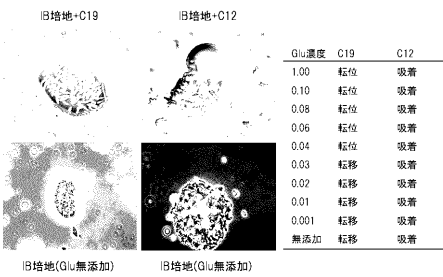 IB培地+C19 IB培地+C12
Glu濃度 C19 C12
1.00 転位 吸着
0.10 転位 吸着
0.08 転位 吸着
0.06 転位 吸着
0.04 転位 吸着
0.03 転移 吸着
0.02 転移 吸着
0.01 転移 吸着
0.001 転移 吸着
無添加 転移 吸着
IB培地(Glu無添加) IB培地(Glu無添加)